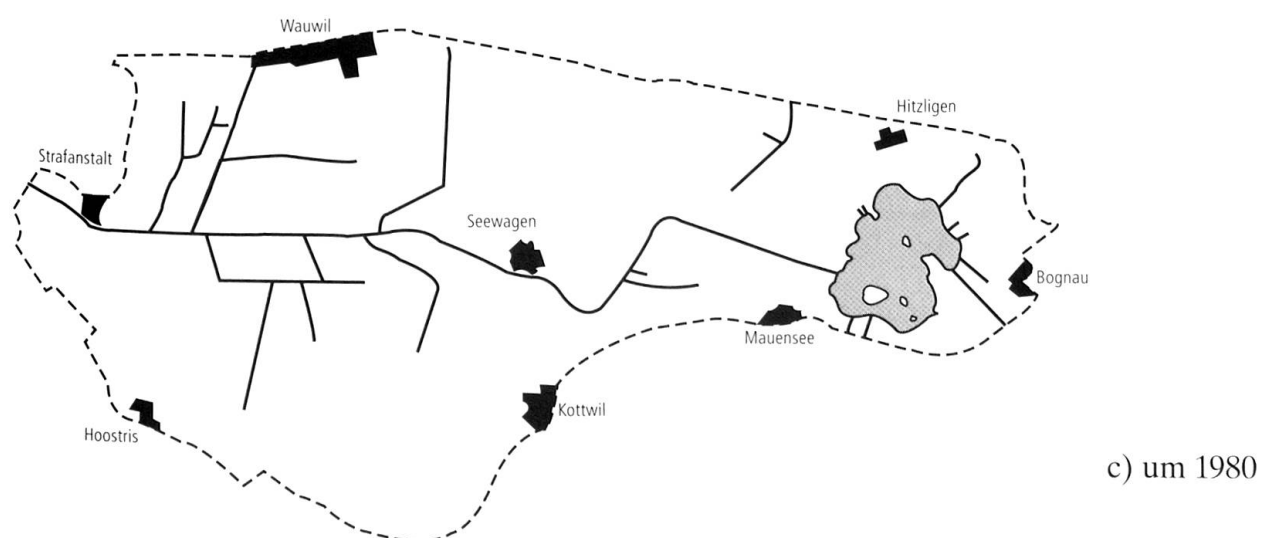 Wauwil
Hitzligen
Strafanstalt
Seewagen
Bognau
Mauensee
Kottwil
Hoostris
c) um 1980